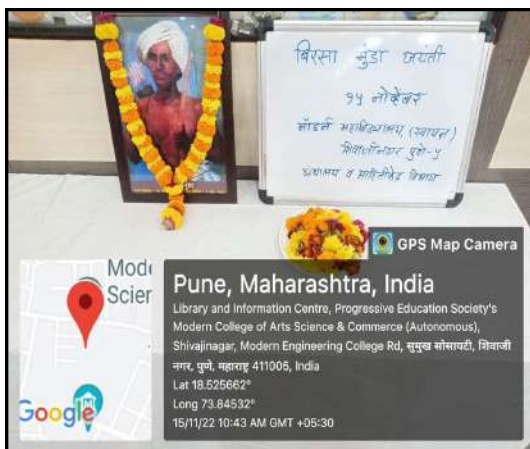 बिरसा मुंडा जयंती
१५ नोव्हेंबर
मॉडर्न महाविद्यालय (स्वायत्त)
शिवाजीनगर पुणे-५
ग्रंथालय व माहितीकेंद्र विभाग
GPS Map Camera
Mode
Scien
Google
Pune, Maharashtra, India
Library and Information Centre, Progressive Education Society's
Modern College of Arts Science & Commerce (Autonomous),
Shivajinagar, Modern Engineering College Rd, सुमुख सोसायटी, शिवाजी
नगर, पुणे, महाराष्ट्र 411005, India
Lat 18.525662°
Long 73.84532°
15/11/22 10:43 AM GMT +05:30